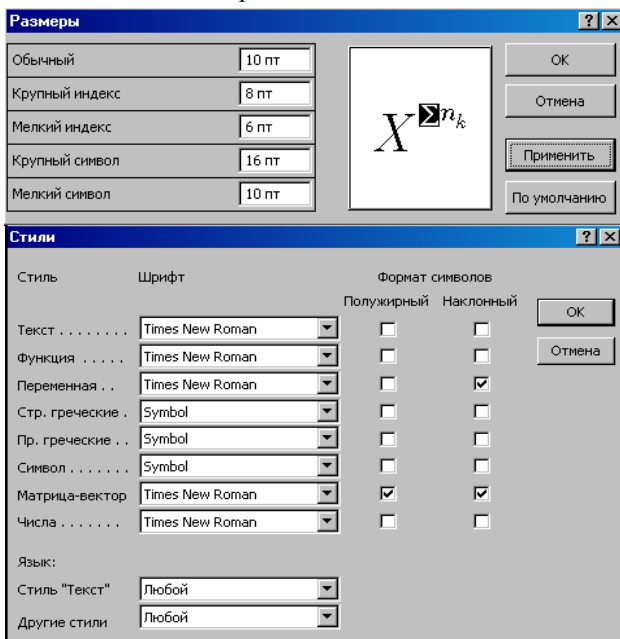 Размеры
Обычный 10 пт OK
Крупный индекс 8 пт Отмена
Мелкий индекс 6 пт
Крупный символ 16 пт Применить
Мелкий символ 10 пт По умолчанию
X Σ n k
Стили
Стиль Шрифт Формат символов
Полужирный Наклонный OK
Текст . . . . . . . . Times New Roman
Функция . . . . . Times New Roman Отмена
Переменная . . Times New Roman
Стр. греческие . Symbol
Пр. греческие . . Symbol
Символ . . . . . . . Symbol
Матрица-вектор Times New Roman
Числа . . . . . . . Times New Roman
Язык:
Стиль "Текст" Любой
Другие стили Любой